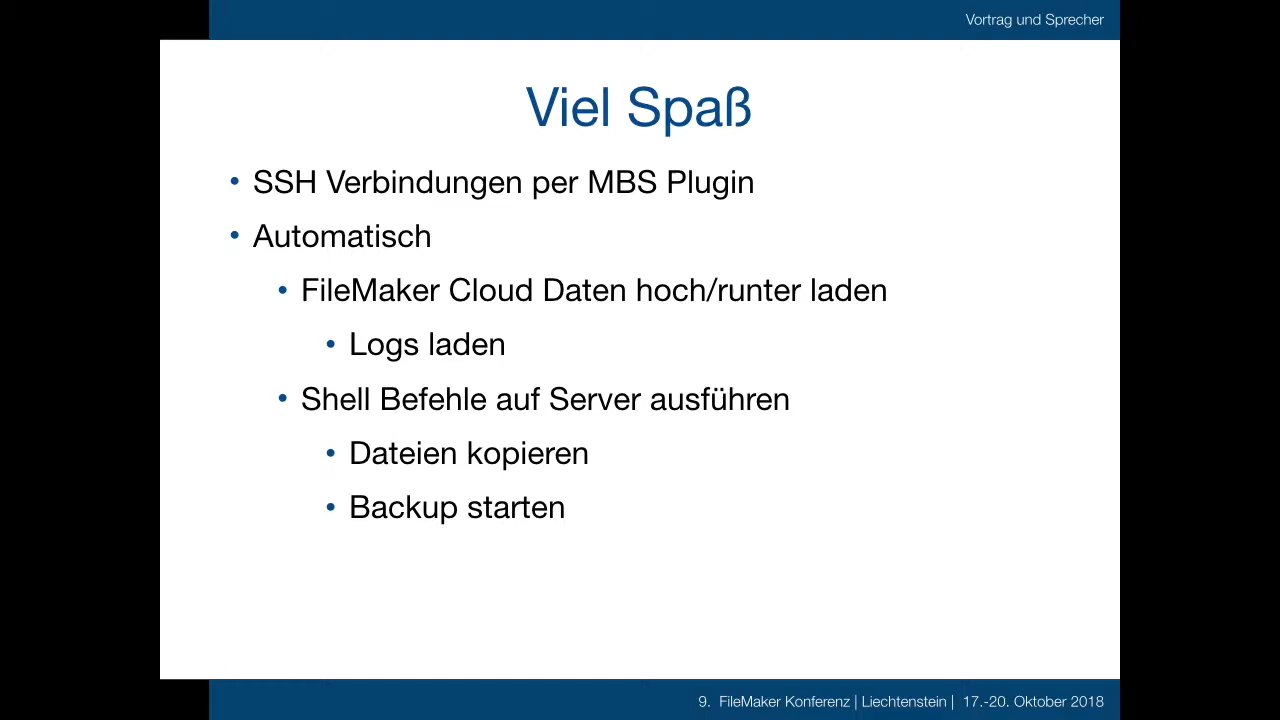 Vortrag und Sprecher
Viel Spaß
• SSH Verbindungen per MBS Plugin
• Automatisch
• FileMaker Cloud Daten hoch/runter laden
• Logs laden
• Shell Befehle auf Server ausführen
• Dateien kopieren
• Backup starten
9. FileMaker Konferenz | Liechtenstein | 17.-20. Oktober 2018